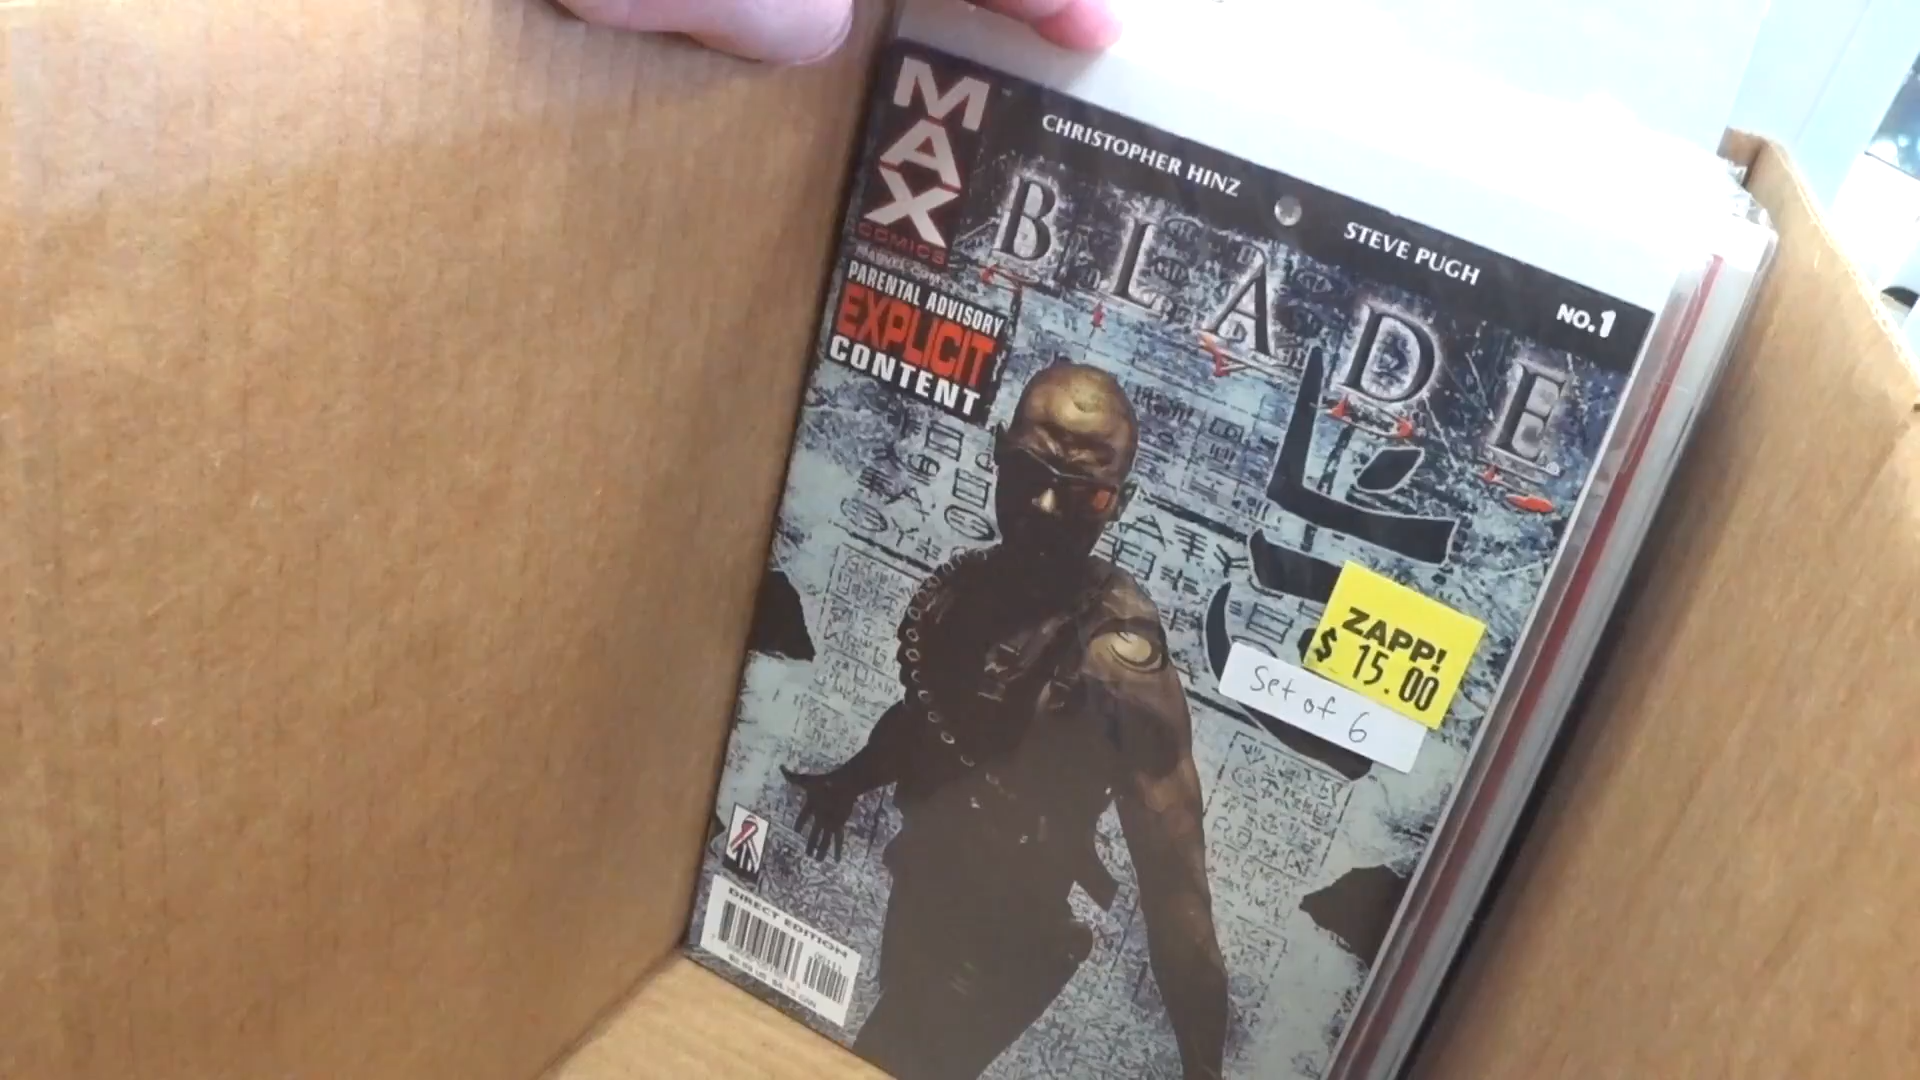 MAX
COMICS
CHRISTOPHER HINZ
STEVE PUGH
NO.1
BLADE
PARENTAL ADVISORY
EXPLICIT
CONTENT
ZAPP!
$ 15.00
Set of 6
DIRECT EDITION